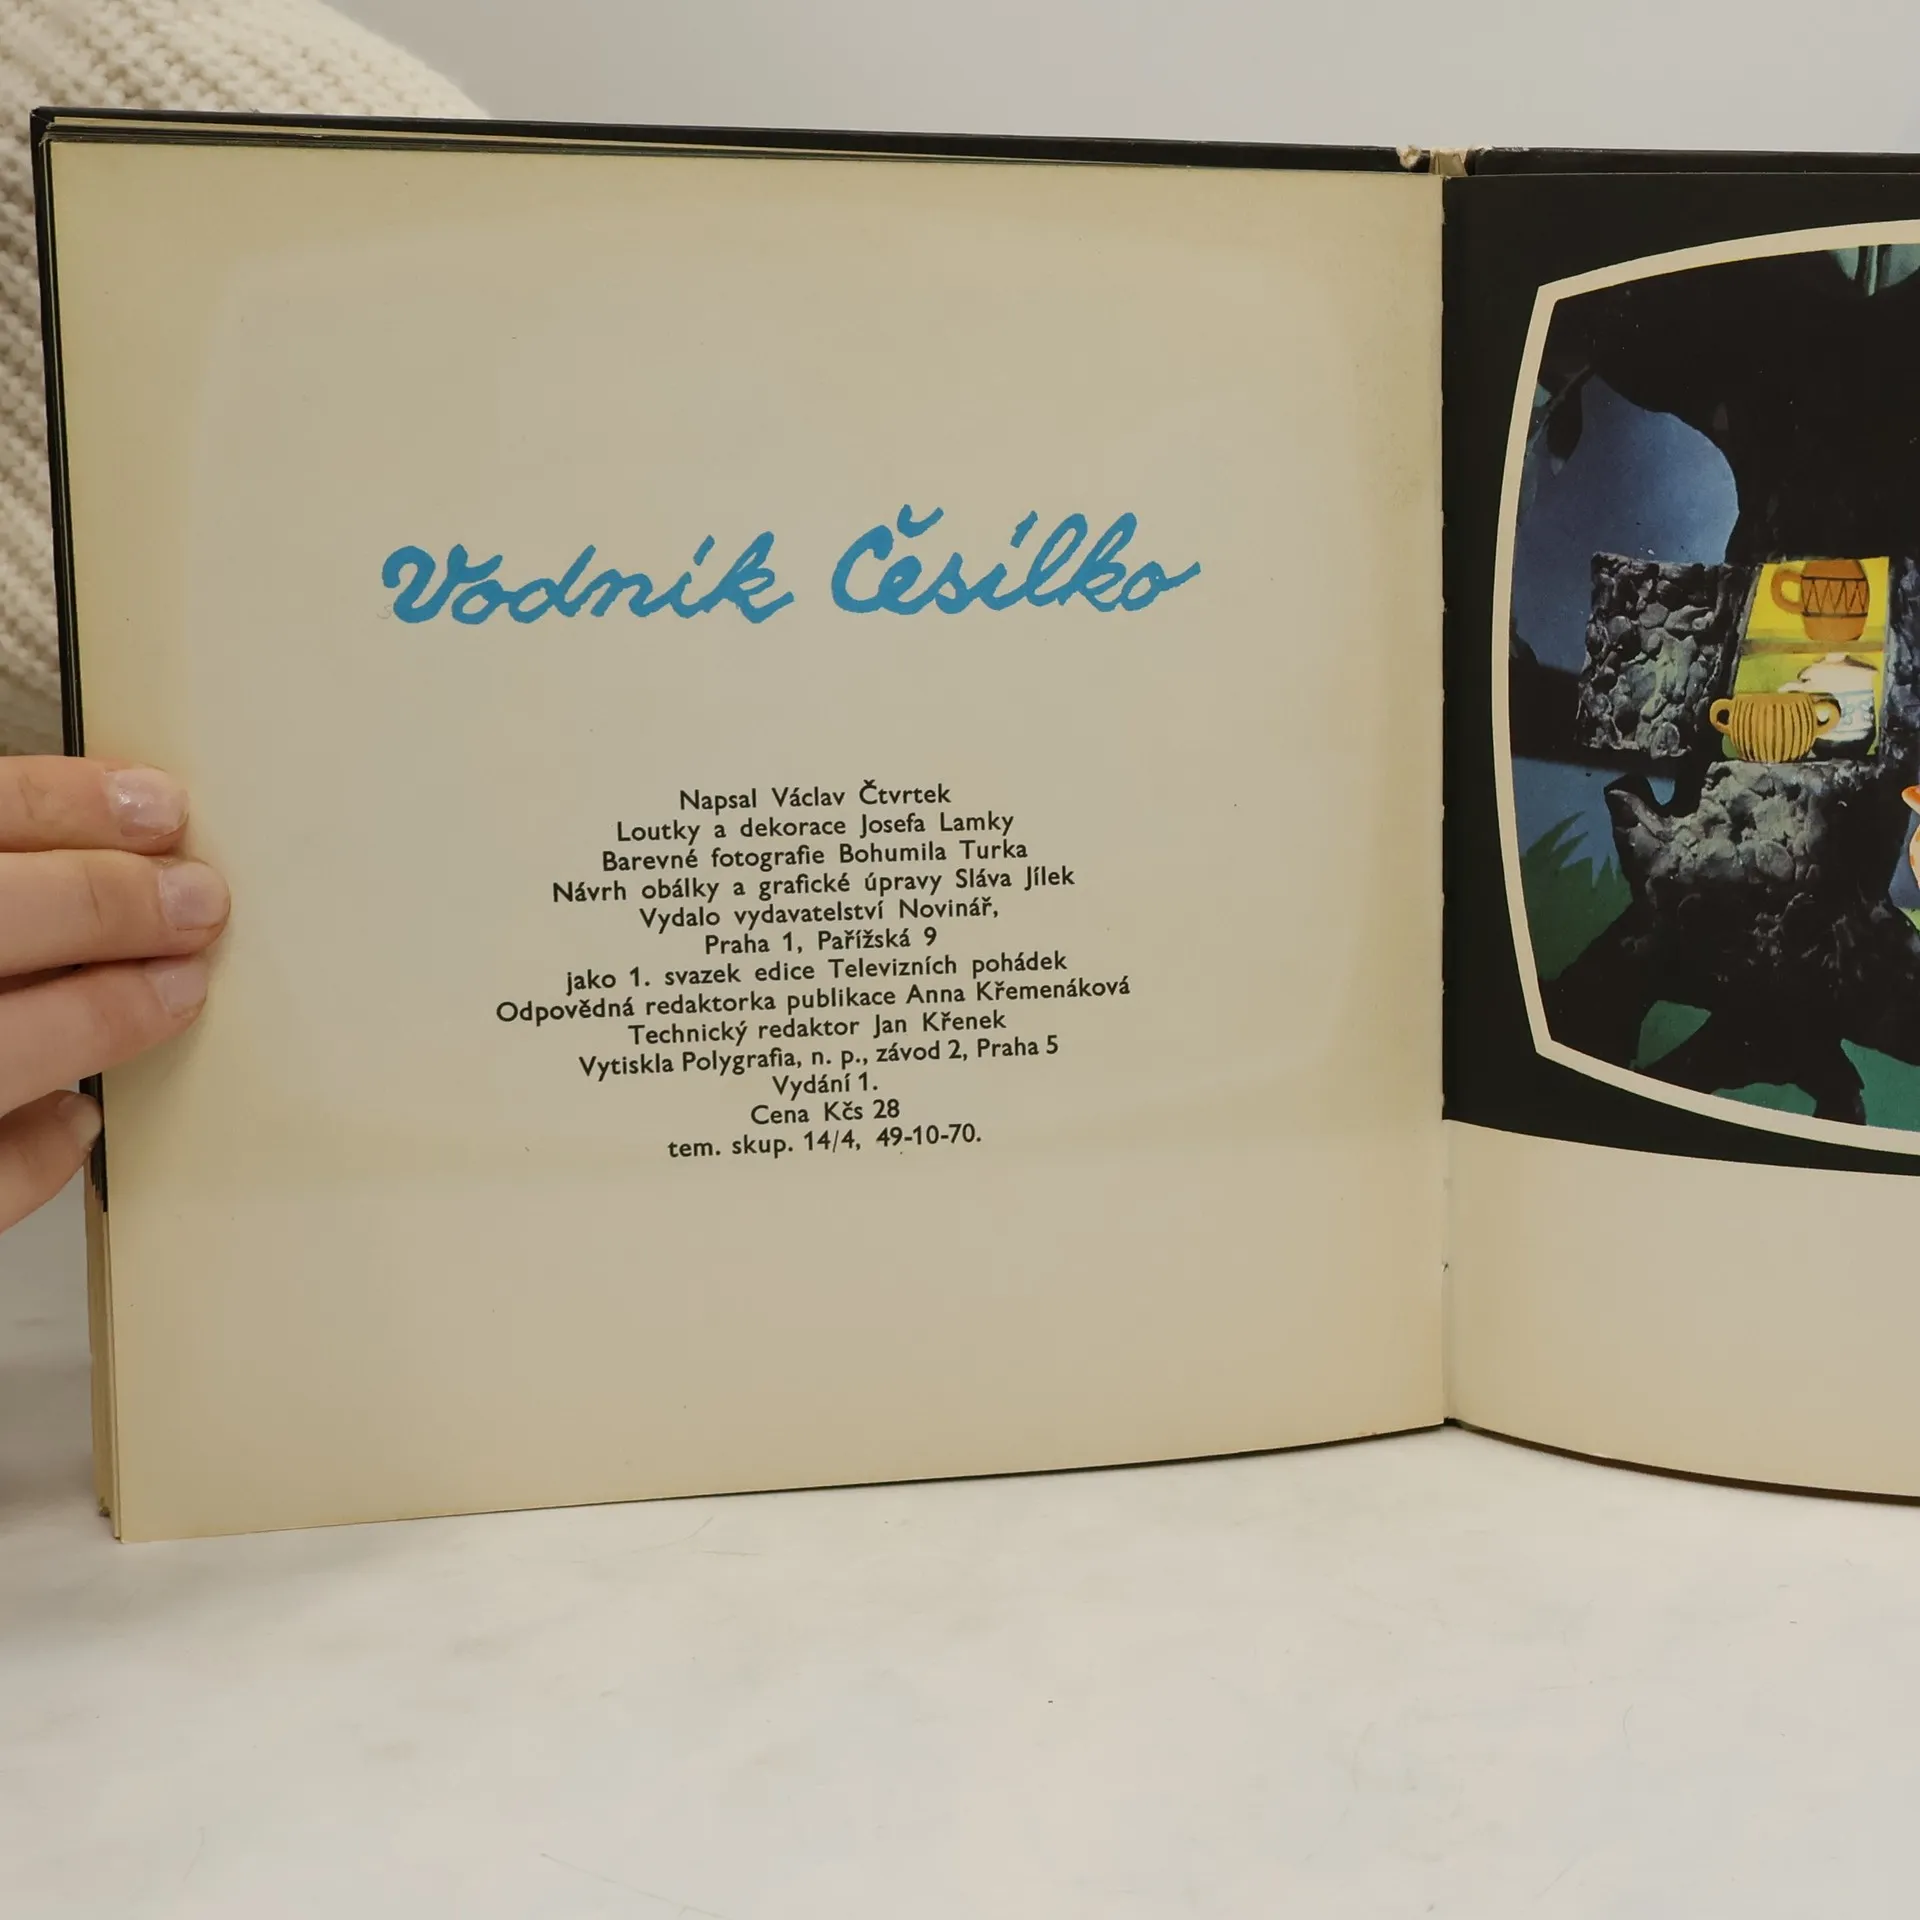 Vodník Česílko
Napsal Václav Čtvrtek
Loutky a dekorace Josefa Lamky
Barevné fotografie Bohumila Turka
Návrh obálky a grafické úpravy Sláva Jílek
Vydalo vydavatelství Novinář,
Praha 1, Pařížská 9
jako 1. svazek edice Televizních pohádek
Odpovědná redaktorka publikace Anna Křemenáková
Technický redaktor Jan Křenek
Vytiskla Polygrafia, n. p., závod 2, Praha 5
Vydání 1.
Cena Kčs 28
tem. skup. 14/4, 49-10-70.